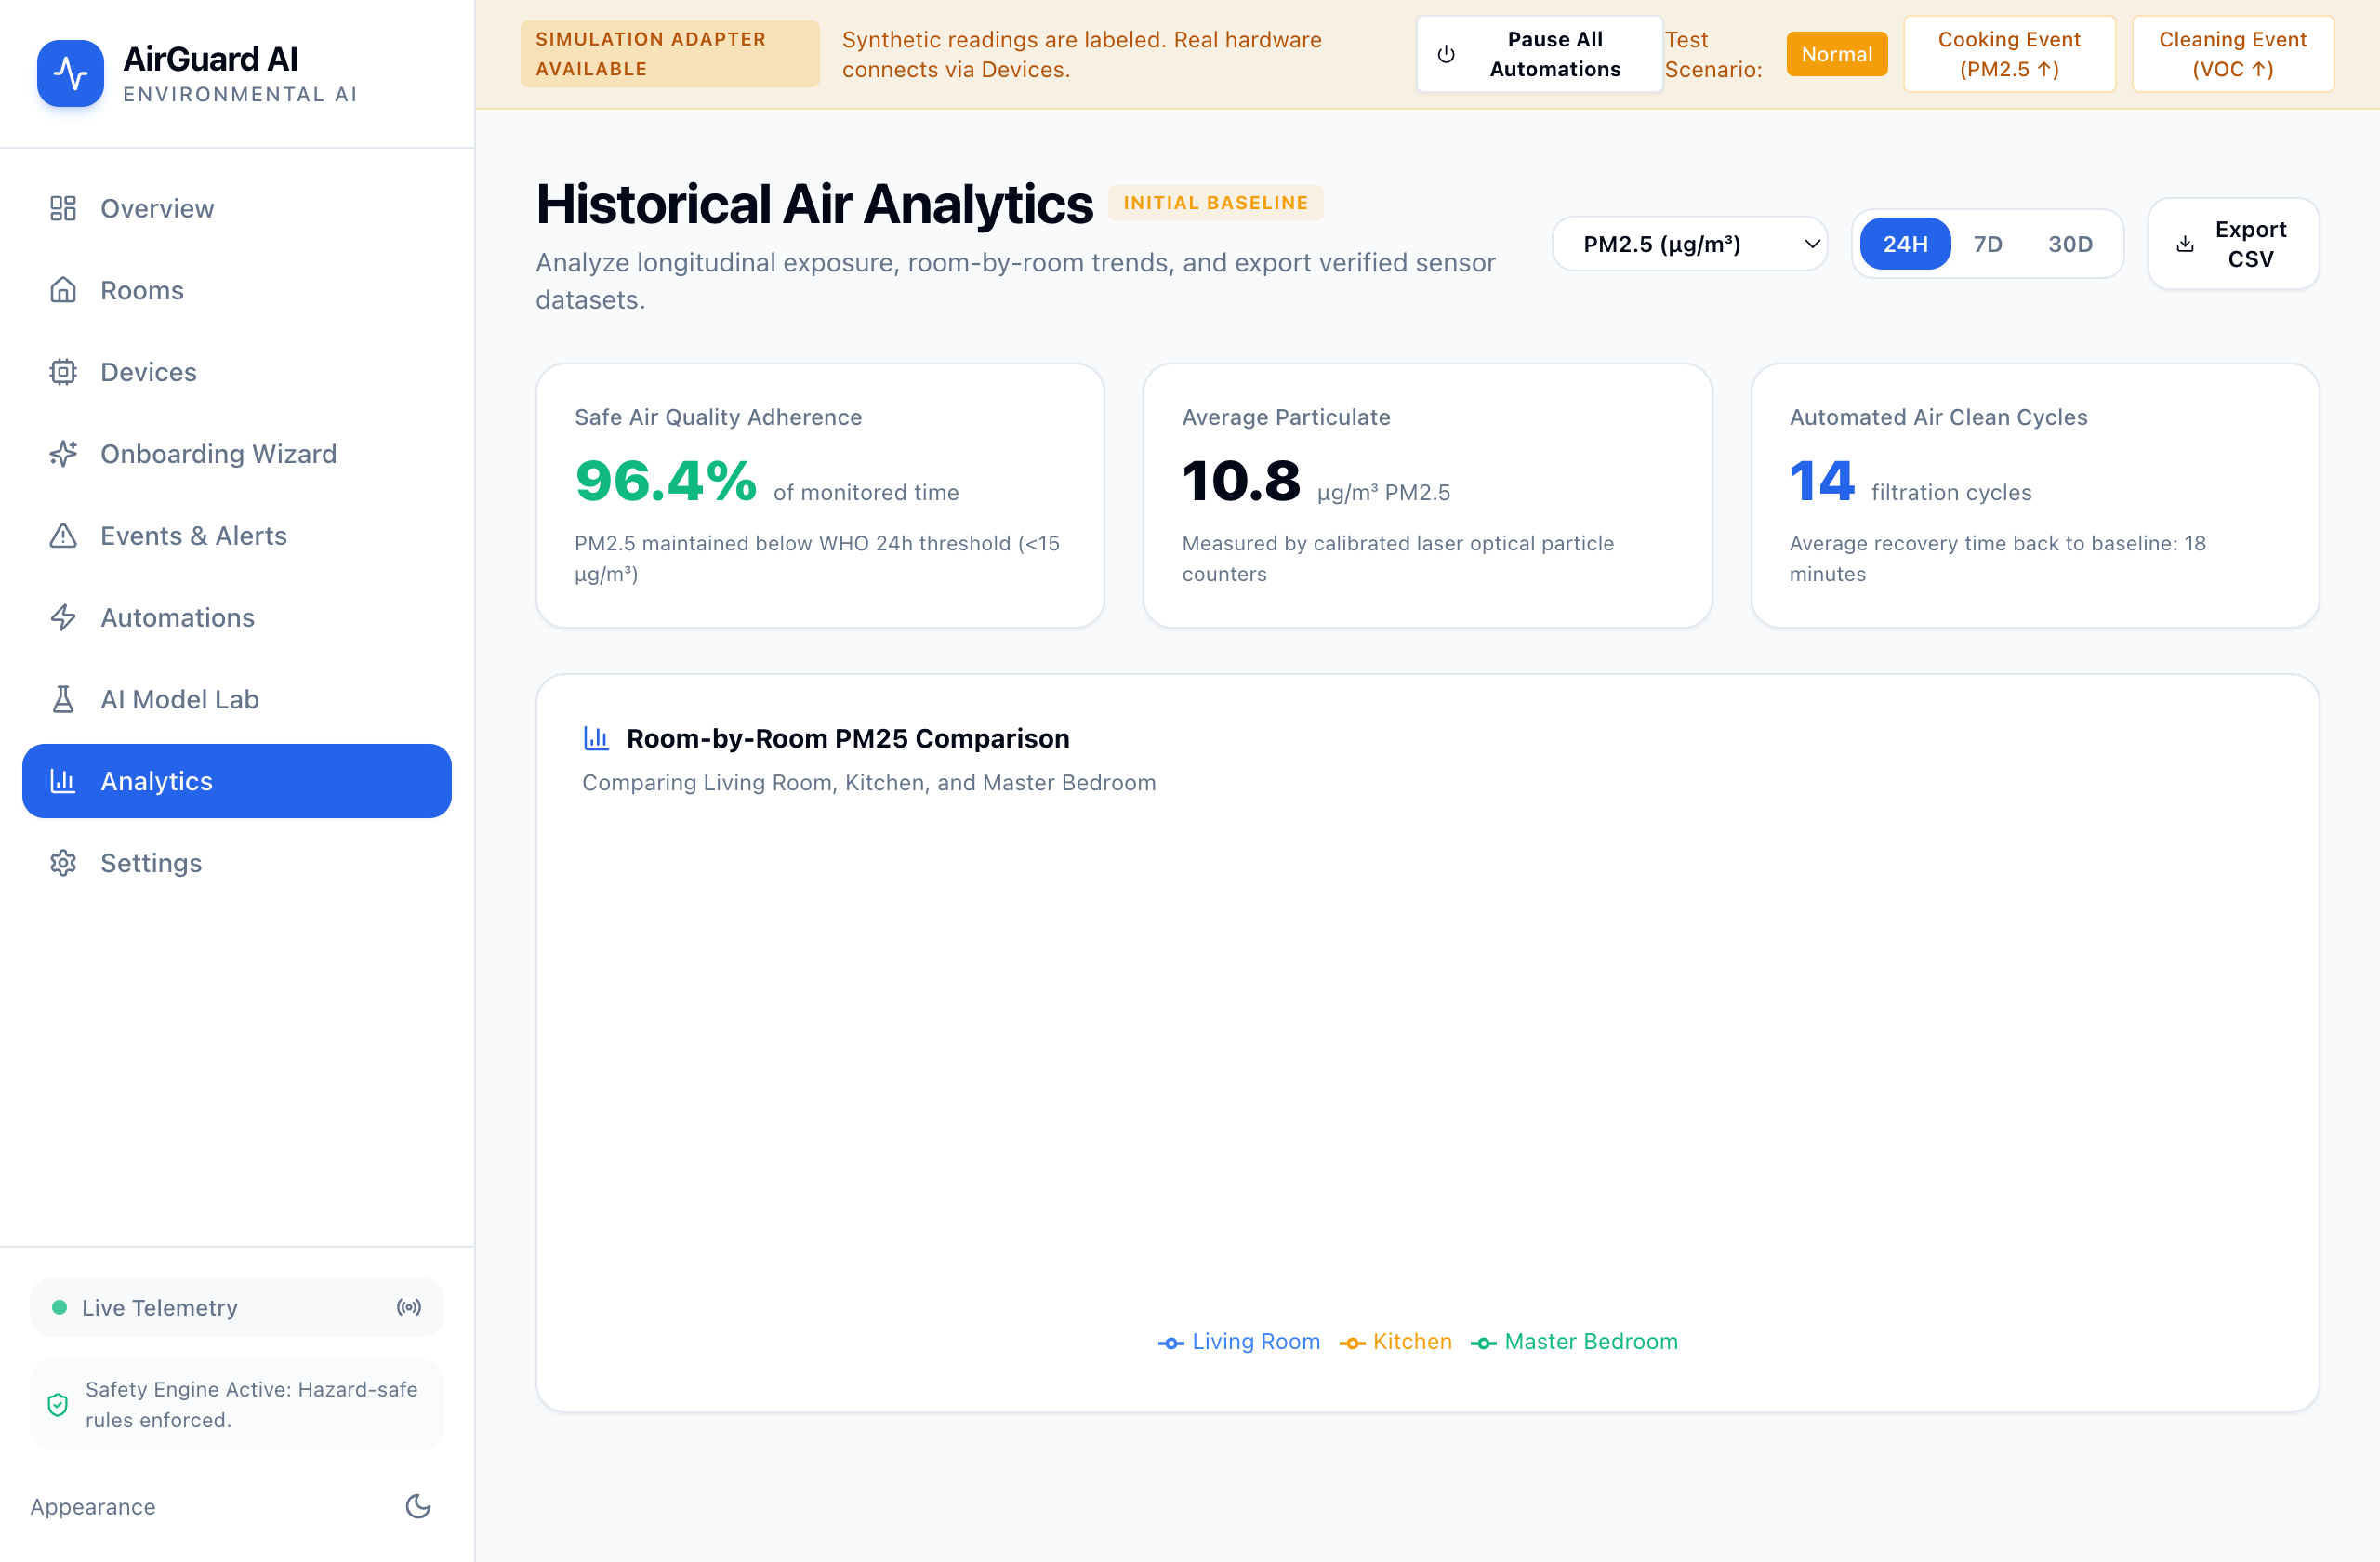 AirGuard AI
ENVIRONMENTAL AI
Overview
Rooms
Devices
Onboarding Wizard
Events & Alerts
Automations
AI Model Lab
Analytics
Settings
Live Telemetry
Safety Engine Active: Hazard-safe
rules enforced.
Appearance
SIMULATION ADAPTER
AVAILABLE
Synthetic readings are labeled. Real hardware
connects via Devices.
Pause All
Automations
Test
Scenario:
Normal
Cooking Event
(PM2.5 ↑)
Cleaning Event
(VOC ↑)
Historical Air Analytics
INITIAL BASELINE
Analyze longitudinal exposure, room-by-room trends, and export verified sensor
datasets.
PM2.5 (μg/m³)
24H
7D
30D
Export
CSV
Safe Air Quality Adherence
96.4% of monitored time
PM2.5 maintained below WHO 24h threshold (<15
μg/m³)
Average Particulate
10.8 μg/m³ PM2.5
Measured by calibrated laser optical particle
counters
Automated Air Clean Cycles
14 filtration cycles
Average recovery time back to baseline: 18
minutes
Room-by-Room PM25 Comparison
Comparing Living Room, Kitchen, and Master Bedroom
Living Room
Kitchen
Master Bedroom